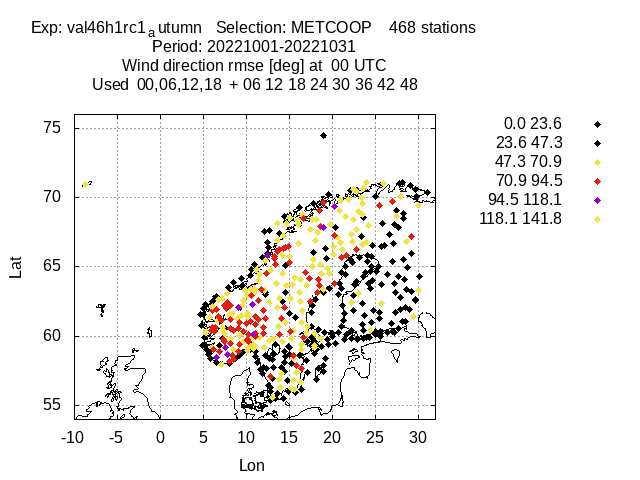 Exp: val46h1rc1_autumn Selection: METCOOP 468 stations
Period: 20221001-20221031
Wind direction rmse [deg] at 00 UTC
Used 00,06,12,18 + 06 12 18 24 30 36 42 48
0.0 23.6
23.6 47.3
47.3 70.9
70.9 94.5
94.5 118.1
118.1 141.8
75
70
65
60
55
Lat
-10 -5 0 5 10 15 20 25 30
Lon